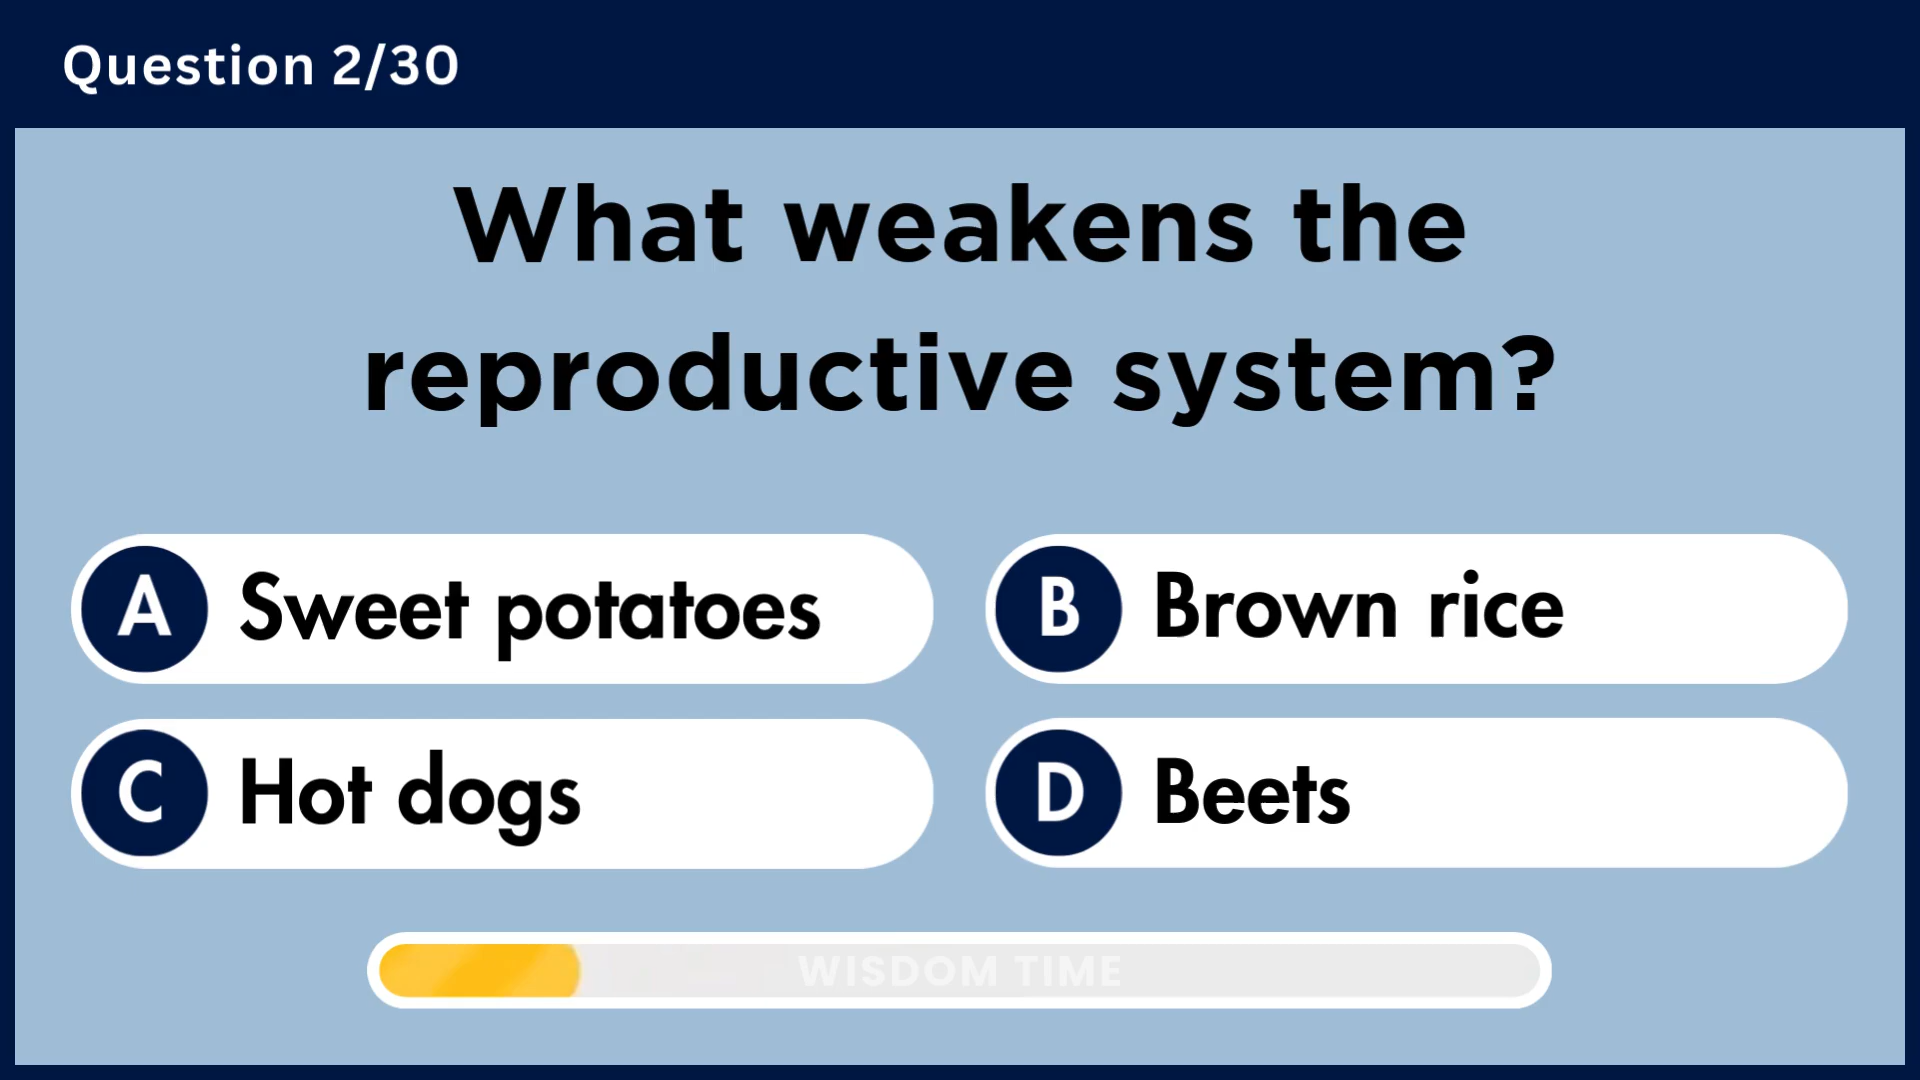 Question 2/30
What weakens the
reproductive system?
A Sweet potatoes
B Brown rice
C Hot dogs
D Beets
WISDOM TIME